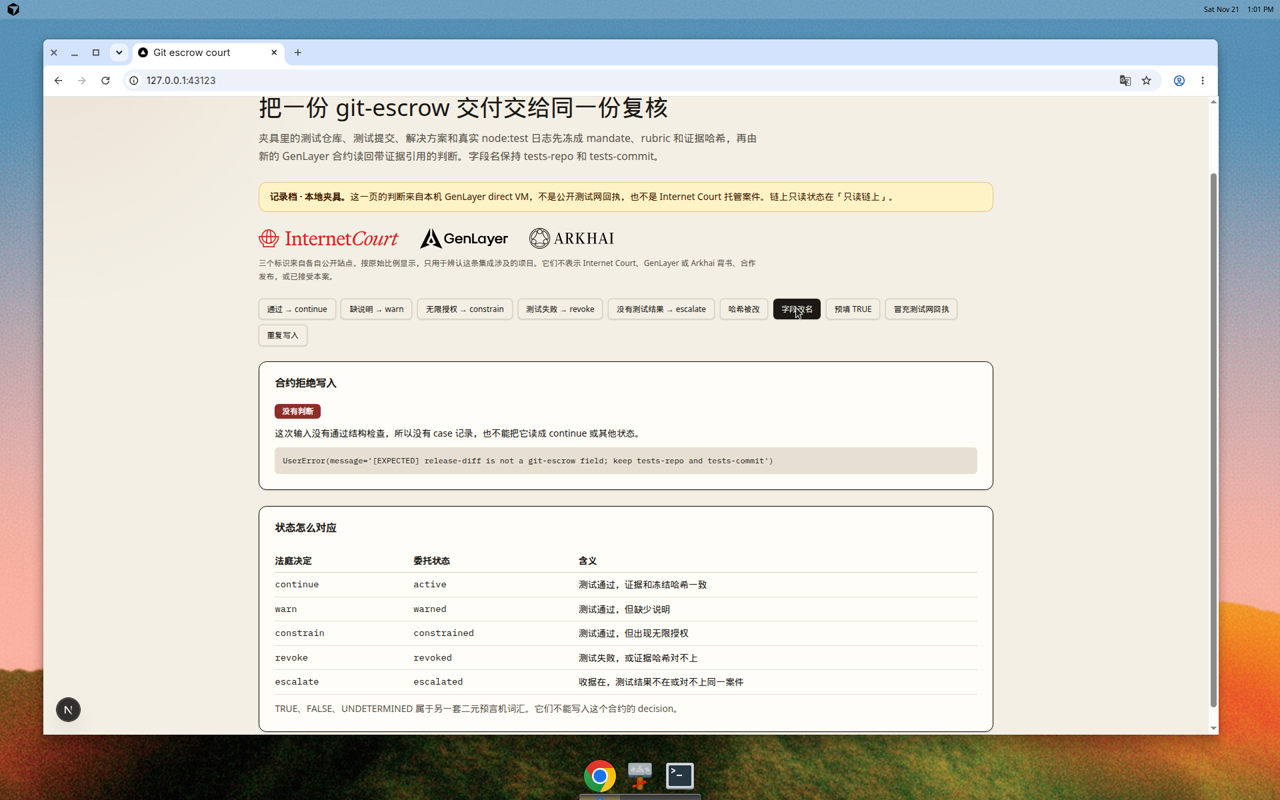 Sat Nov 21 1:01 PM
Git escrow court
127.0.0.1:43123
把一份 git-escrow 交付交给同一份复核
夹具里的测试仓库、测试提交、解决方案和真实 node:test 日志先冻成 mandate、rubric 和证据哈希，再由
新的 GenLayer 合约读回带证据引用的判断。字段名保持 tests-repo 和 tests-commit。
记录档 · 本地夹具。这一页的判断来自本机 GenLayer direct VM，不是公开测试网回执，也不是 Internet Court 托管案件。链上只读状态在「只读链上」。
InternetCourt GenLayer ARKHAI
三个标识来自各自公开站点，按原始比例显示，只用于辨认这条集成涉及的项目。它们不表示 Internet Court、GenLayer 或 Arkhai 背书、合作
发布，或已接受本案。
通过 → continue 缺说明 → warn 无限授权 → constrain 测试失败 → revoke 没有测试结果 → escalate 哈希被改 字段改名 预填 TRUE 冒充测试网回执
重复写入
合约拒绝写入
没有判断
这次输入没有通过结构检查，所以没有 case 记录，也不能把它读成 continue 或其他状态。
UserError(message='[EXPECTED] release-diff is not a git-escrow field; keep tests-repo and tests-commit')
状态怎么对应
法庭决定 委托状态 含义
continue active 测试通过，证据和冻结哈希一致
warn warned 测试通过，但缺少说明
constrain constrained 测试通过，但出现无限授权
revoke revoked 测试失败，或证据哈希对不上
escalate escalated 收据在，测试结果不在或对不上同一案件
TRUE、FALSE、UNDETERMINED 属于另一套二元预言机词汇。它们不能写入这个合约的 decision。
N